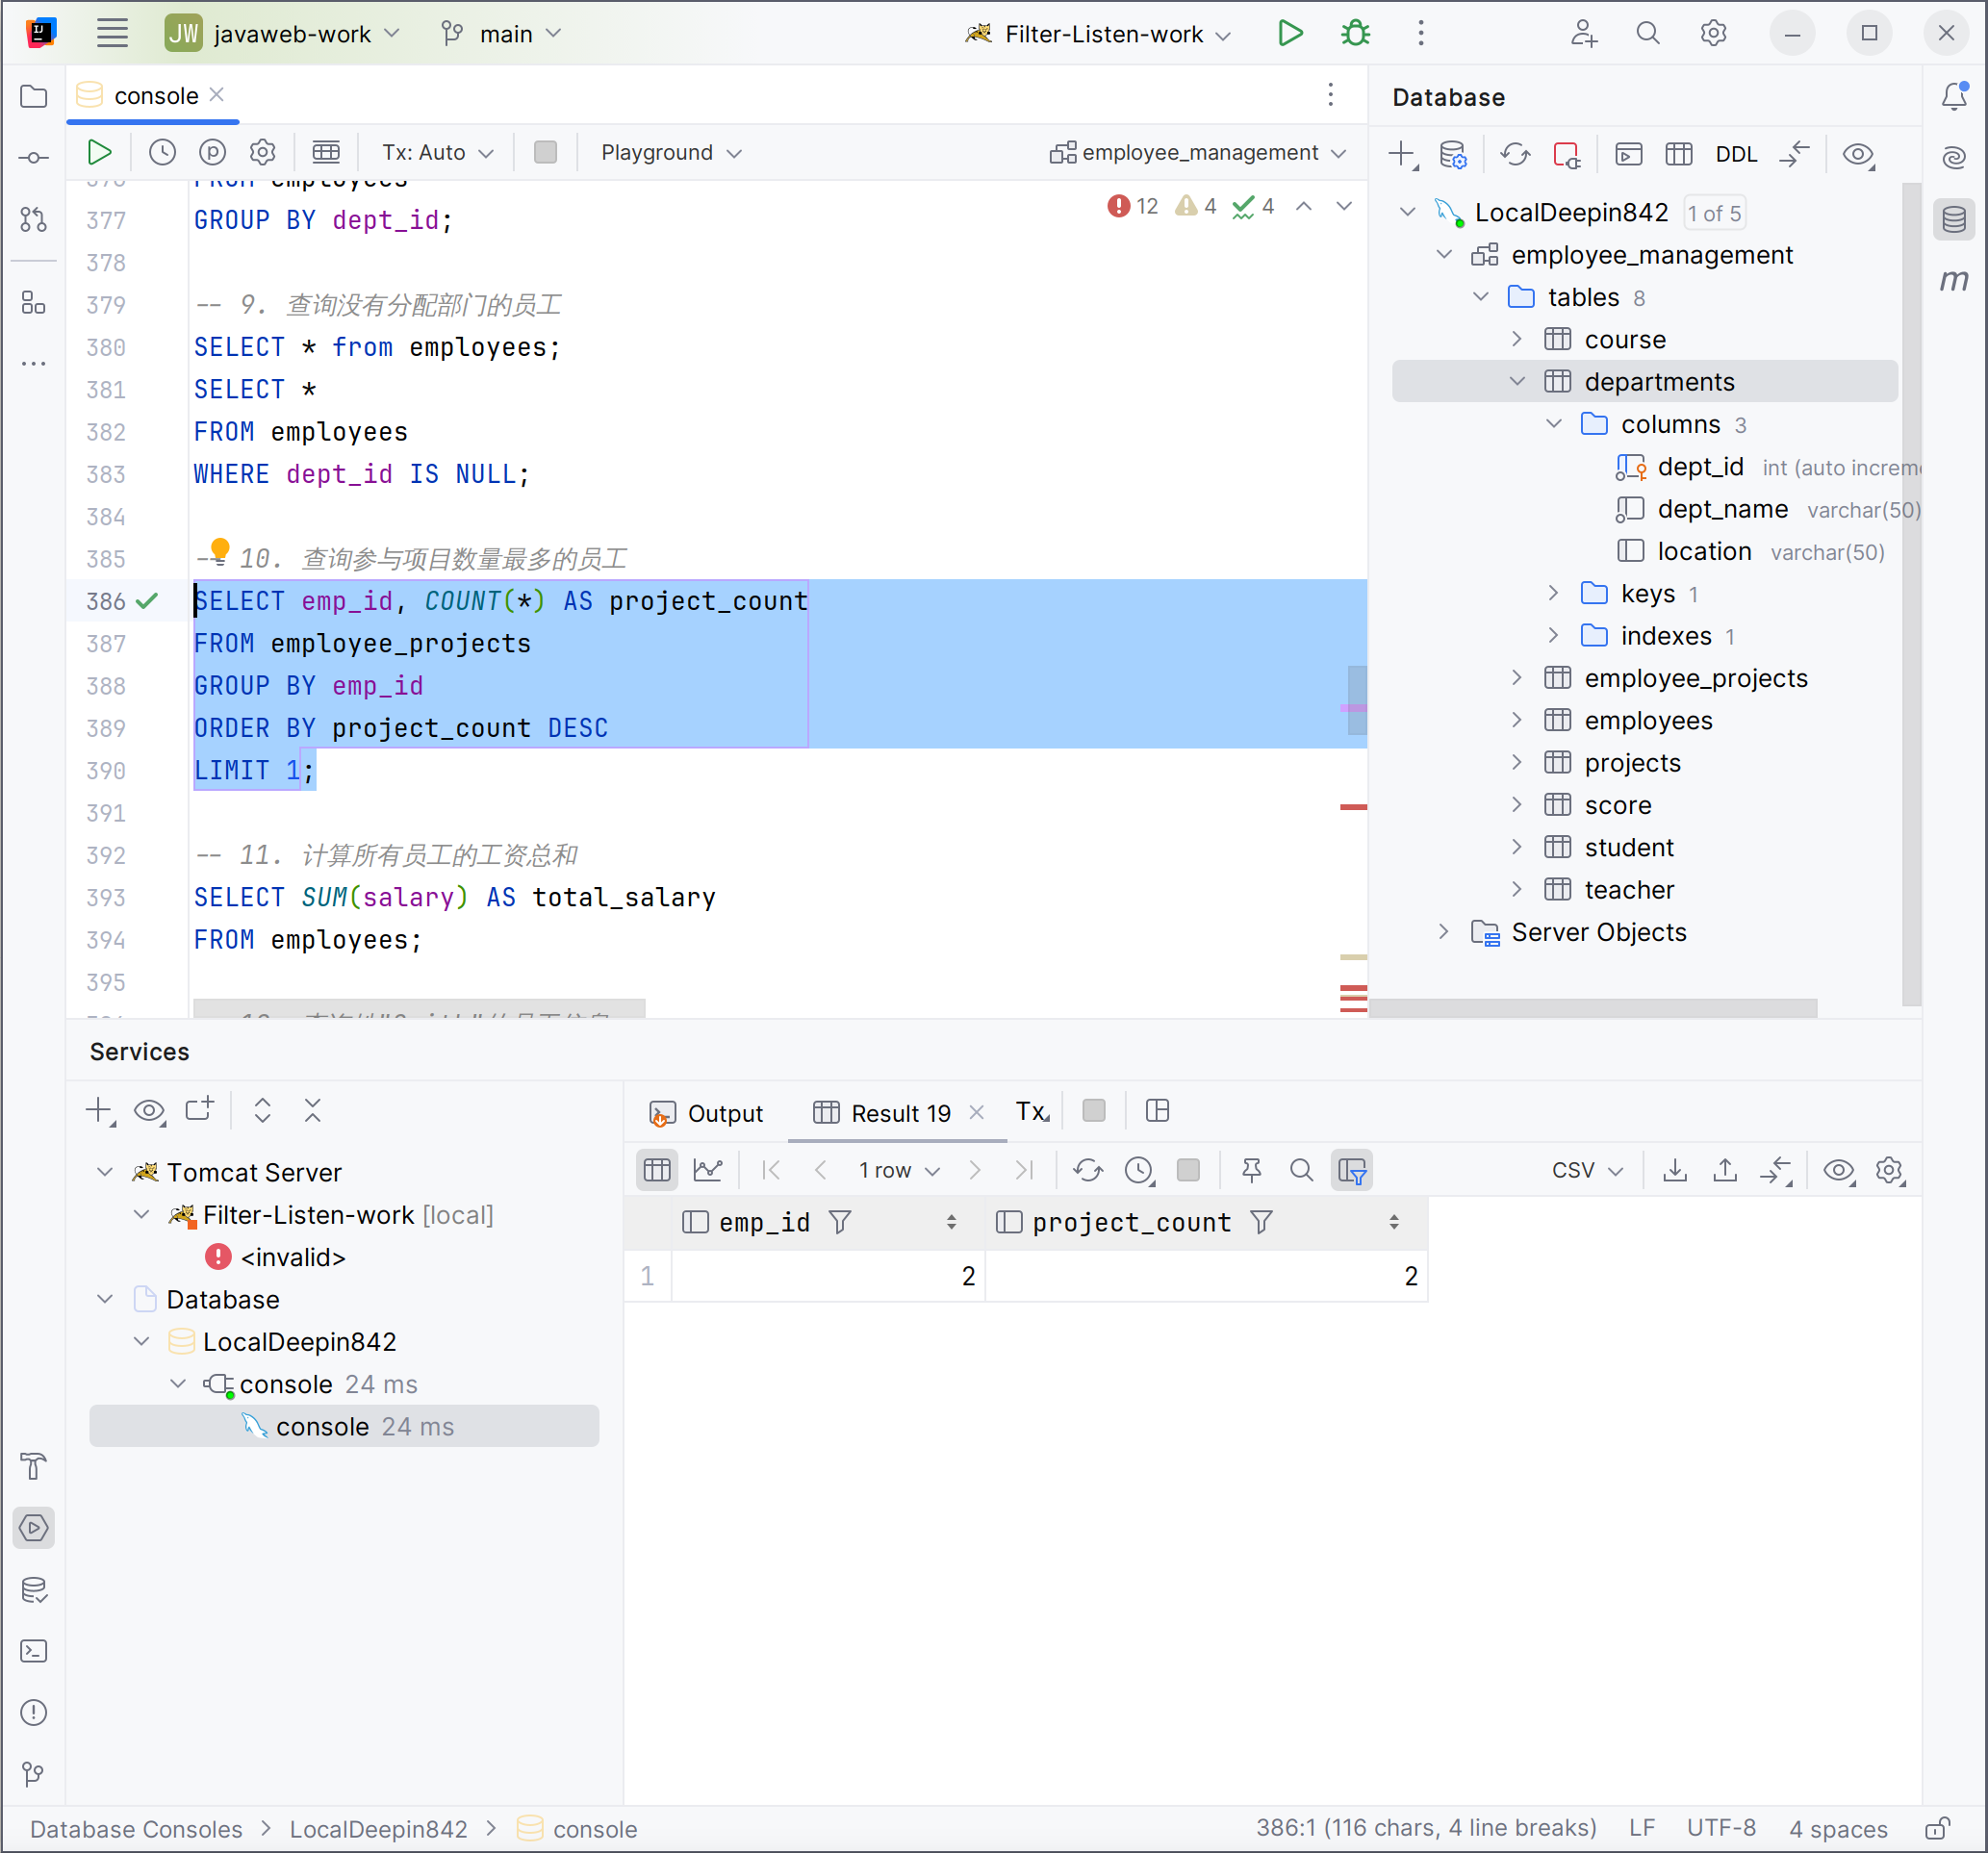 JW javaweb-work main Filter-Listen-work
console
Tx: Auto Playground employee_management
12 4 4
377 GROUP BY dept_id;
378
379 -- 9. 查询没有分配部门的员工
380 SELECT * from employees;
381 SELECT *
382 FROM employees
383 WHERE dept_id IS NULL;
384
385 -- 10. 查询参与项目数量最多的员工
386 SELECT emp_id, COUNT(*) AS project_count
387 FROM employee_projects
388 GROUP BY emp_id
389 ORDER BY project_count DESC
390 LIMIT 1;
391
392 -- 11. 计算所有员工的工资总和
393 SELECT SUM(salary) AS total_salary
394 FROM employees;
395
Database
DDL
LocalDeepin842 1 of 5
employee_management
tables 8
course
departments
columns 3
dept_id int (auto increme
dept_name varchar(50)
location varchar(50)
keys 1
indexes 1
employee_projects
employees
projects
score
student
teacher
Server Objects
m
Services
Tomcat Server
Filter-Listen-work [local]
<invalid>
Database
LocalDeepin842
console 24 ms
console 24 ms
Output Result 19 Tx
1 row CSV
emp_id project_count
1 2 2
Database Consoles > LocalDeepin842 > console
386:1 (116 chars, 4 line breaks) LF UTF-8 4 spaces